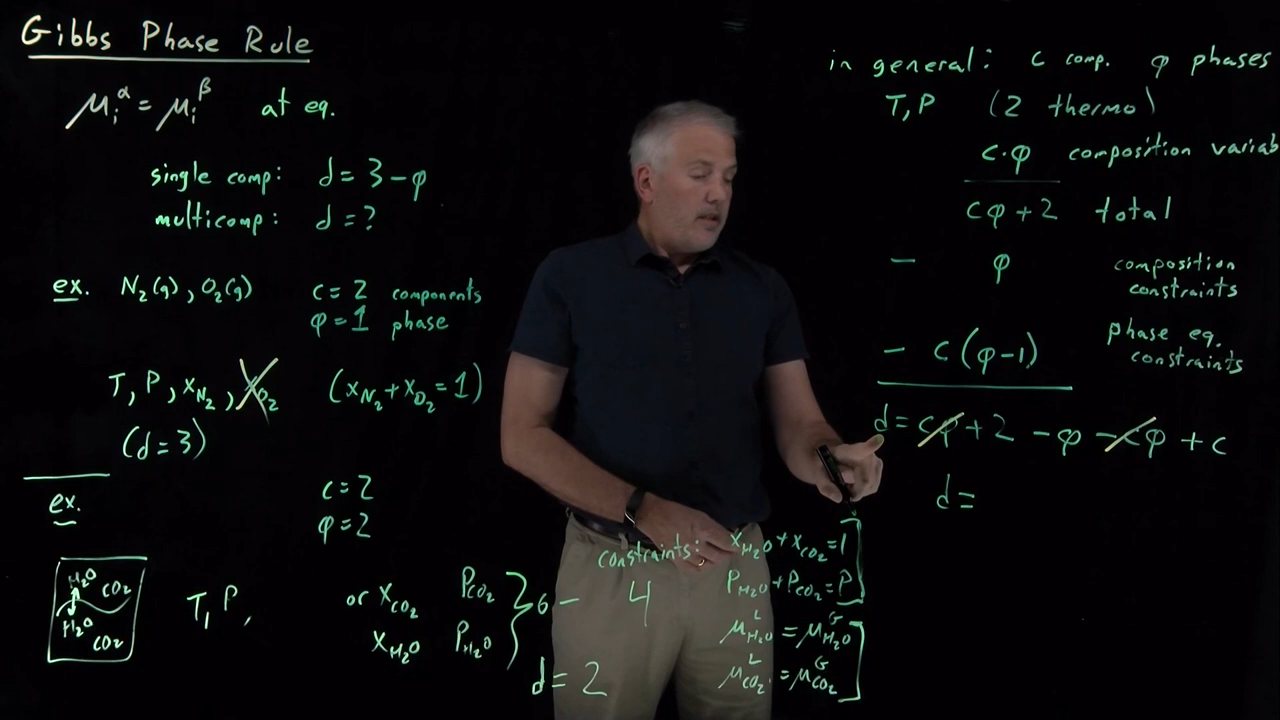 Gibbs Phase Rule
μᵢ^α = μᵢ^β at eq.
single comp: d = 3 - φ
multicomp: d = ?
ex. N₂(g), O₂(g) c = 2 components
φ = 1 phase
T, P, x_N₂, x_O₂ (x_N₂ + x_O₂ = 1)
(d = 3)
ex. c = 2
φ = 2
H₂O CO₂
H₂O CO₂
T, P, or x_CO₂ P_CO₂
x_H₂O P_H₂O
6 - 4
d = 2
constraints: x_H₂O + x_CO₂ = 1
P_H₂O + P_CO₂ = P
μ^L_H₂O = μ^G_H₂O
μ^L_CO₂ = μ^G_CO₂
in general: c comp. φ phases
T, P (2 thermo)
c·φ composition variab
cφ + 2 total
- φ composition
constraints
- c(φ-1) phase eq.
constraints
d = cφ + 2 - φ - cφ + c
d =